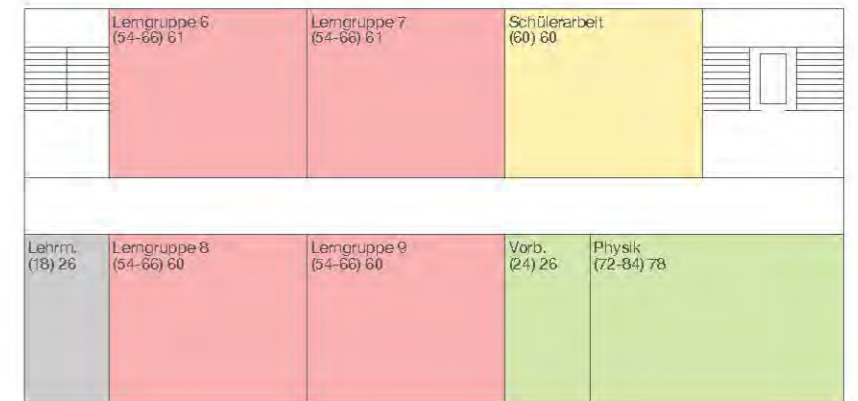 Lerngruppe 6
(54-66) 61
Lerngruppe 7
(54-66) 61
Schülerarbeit
(60) 60
Lehrm.
(18) 26
Lerngruppe 8
(54-66) 60
Lerngruppe 9
(54-66) 60
Vorb.
(24) 26
Physik
(72-84) 78